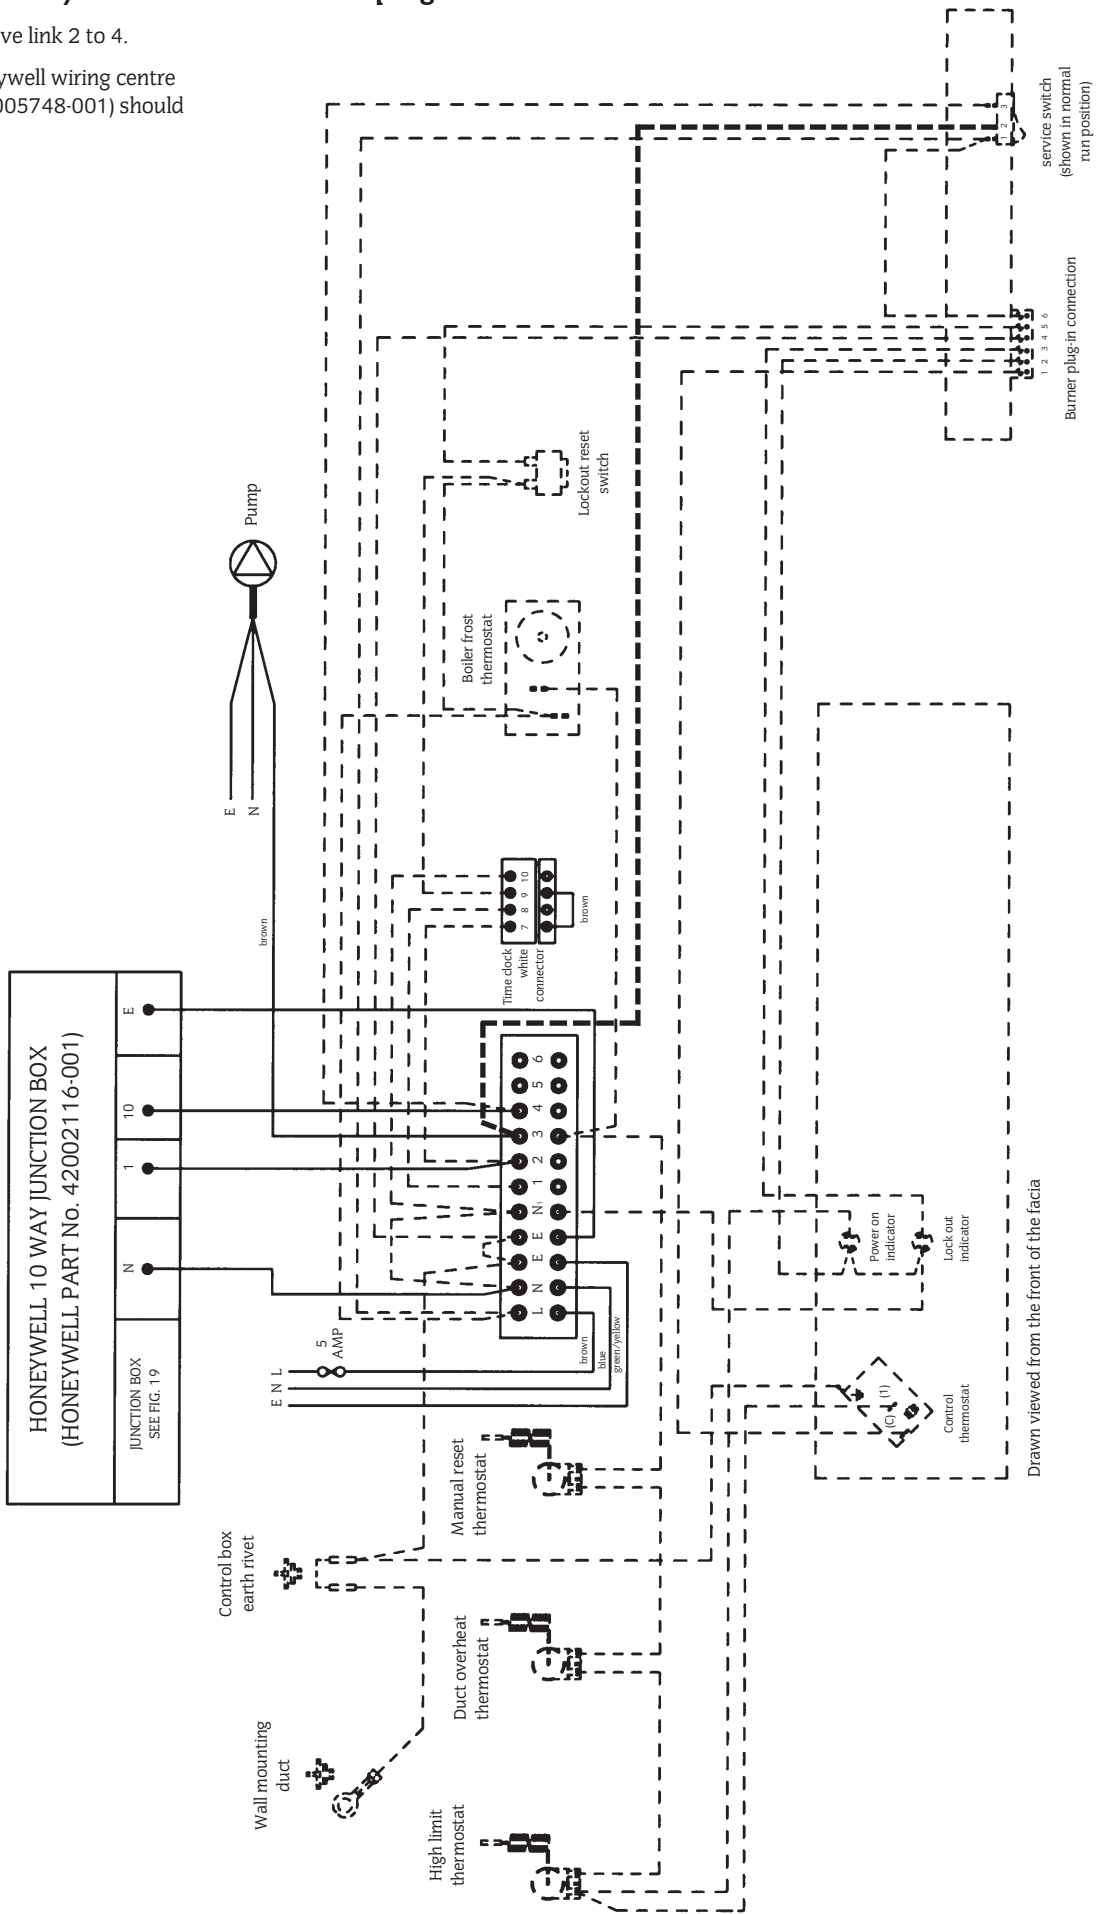 ve link 2 to 4.
ywell wiring centre
005748-001) should
HONEYWELL 10 WAY JUNCTION BOX
(HONEYWELL PART No. 42002116-001)
JUNCTION BOX
SEE FIG. 19
N
1
10
E
Pump
E
N
brown
service switch
(shown in normal
run position)
1 2 3
Burner plug-in connection
1 2 3 4 5 6
Lockout reset
switch
Boiler frost
thermostat
Time clock
white
connector
7 8 9 10
brown
L N E E N1 1 2 3 4 5 6
E N L
5
AMP
brown
blue
green/yellow
Control box
earth rivet
Wall mounting
duct
Manual reset
thermostat
Duct overheat
thermostat
High limit
thermostat
Power on
indicator
Lock out
indicator
(C)
(1)
Control
thermostat
Drawn viewed from the front of the facia